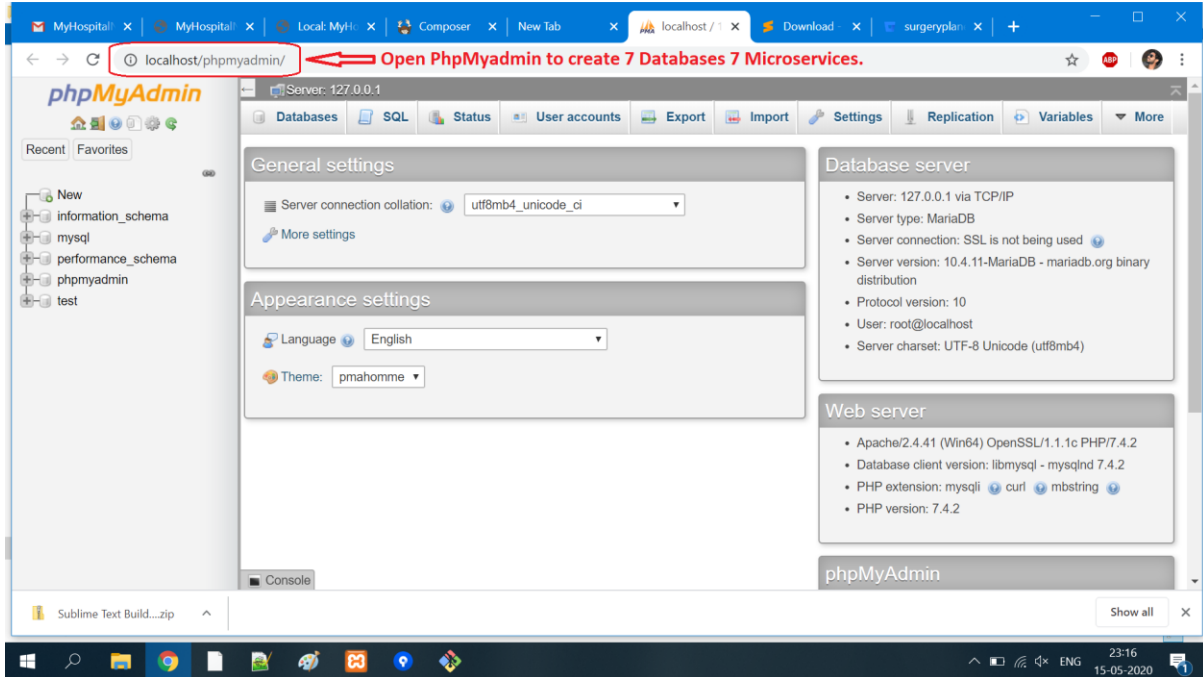 MyHospital
MyHospital
Local: MyHo
Composer
New Tab
localhost / 1
Download -
surgeryplan
localhost/phpmyadmin/
Open PhpMyadmin to create 7 Databases 7 Microservices.
ABP
phpMyAdmin
Recent Favorites
New
information_schema
mysql
performance_schema
phpmyadmin
test
Server: 127.0.0.1
Databases SQL Status User accounts Export Import Settings Replication Variables More
General settings
Server connection collation: utf8mb4_unicode_ci
More settings
Appearance settings
Language English
Theme: pmahomme
Database server
• Server: 127.0.0.1 via TCP/IP
• Server type: MariaDB
• Server connection: SSL is not being used
• Server version: 10.4.11-MariaDB - mariadb.org binary
distribution
• Protocol version: 10
• User: root@localhost
• Server charset: UTF-8 Unicode (utf8mb4)
Web server
• Apache/2.4.41 (Win64) OpenSSL/1.1.1c PHP/7.4.2
• Database client version: libmysql - mysqlnd 7.4.2
• PHP extension: mysqli curl mbstring
• PHP version: 7.4.2
phpMyAdmin
Console
Sublime Text Build....zip
Show all
ENG
23:16
15-05-2020